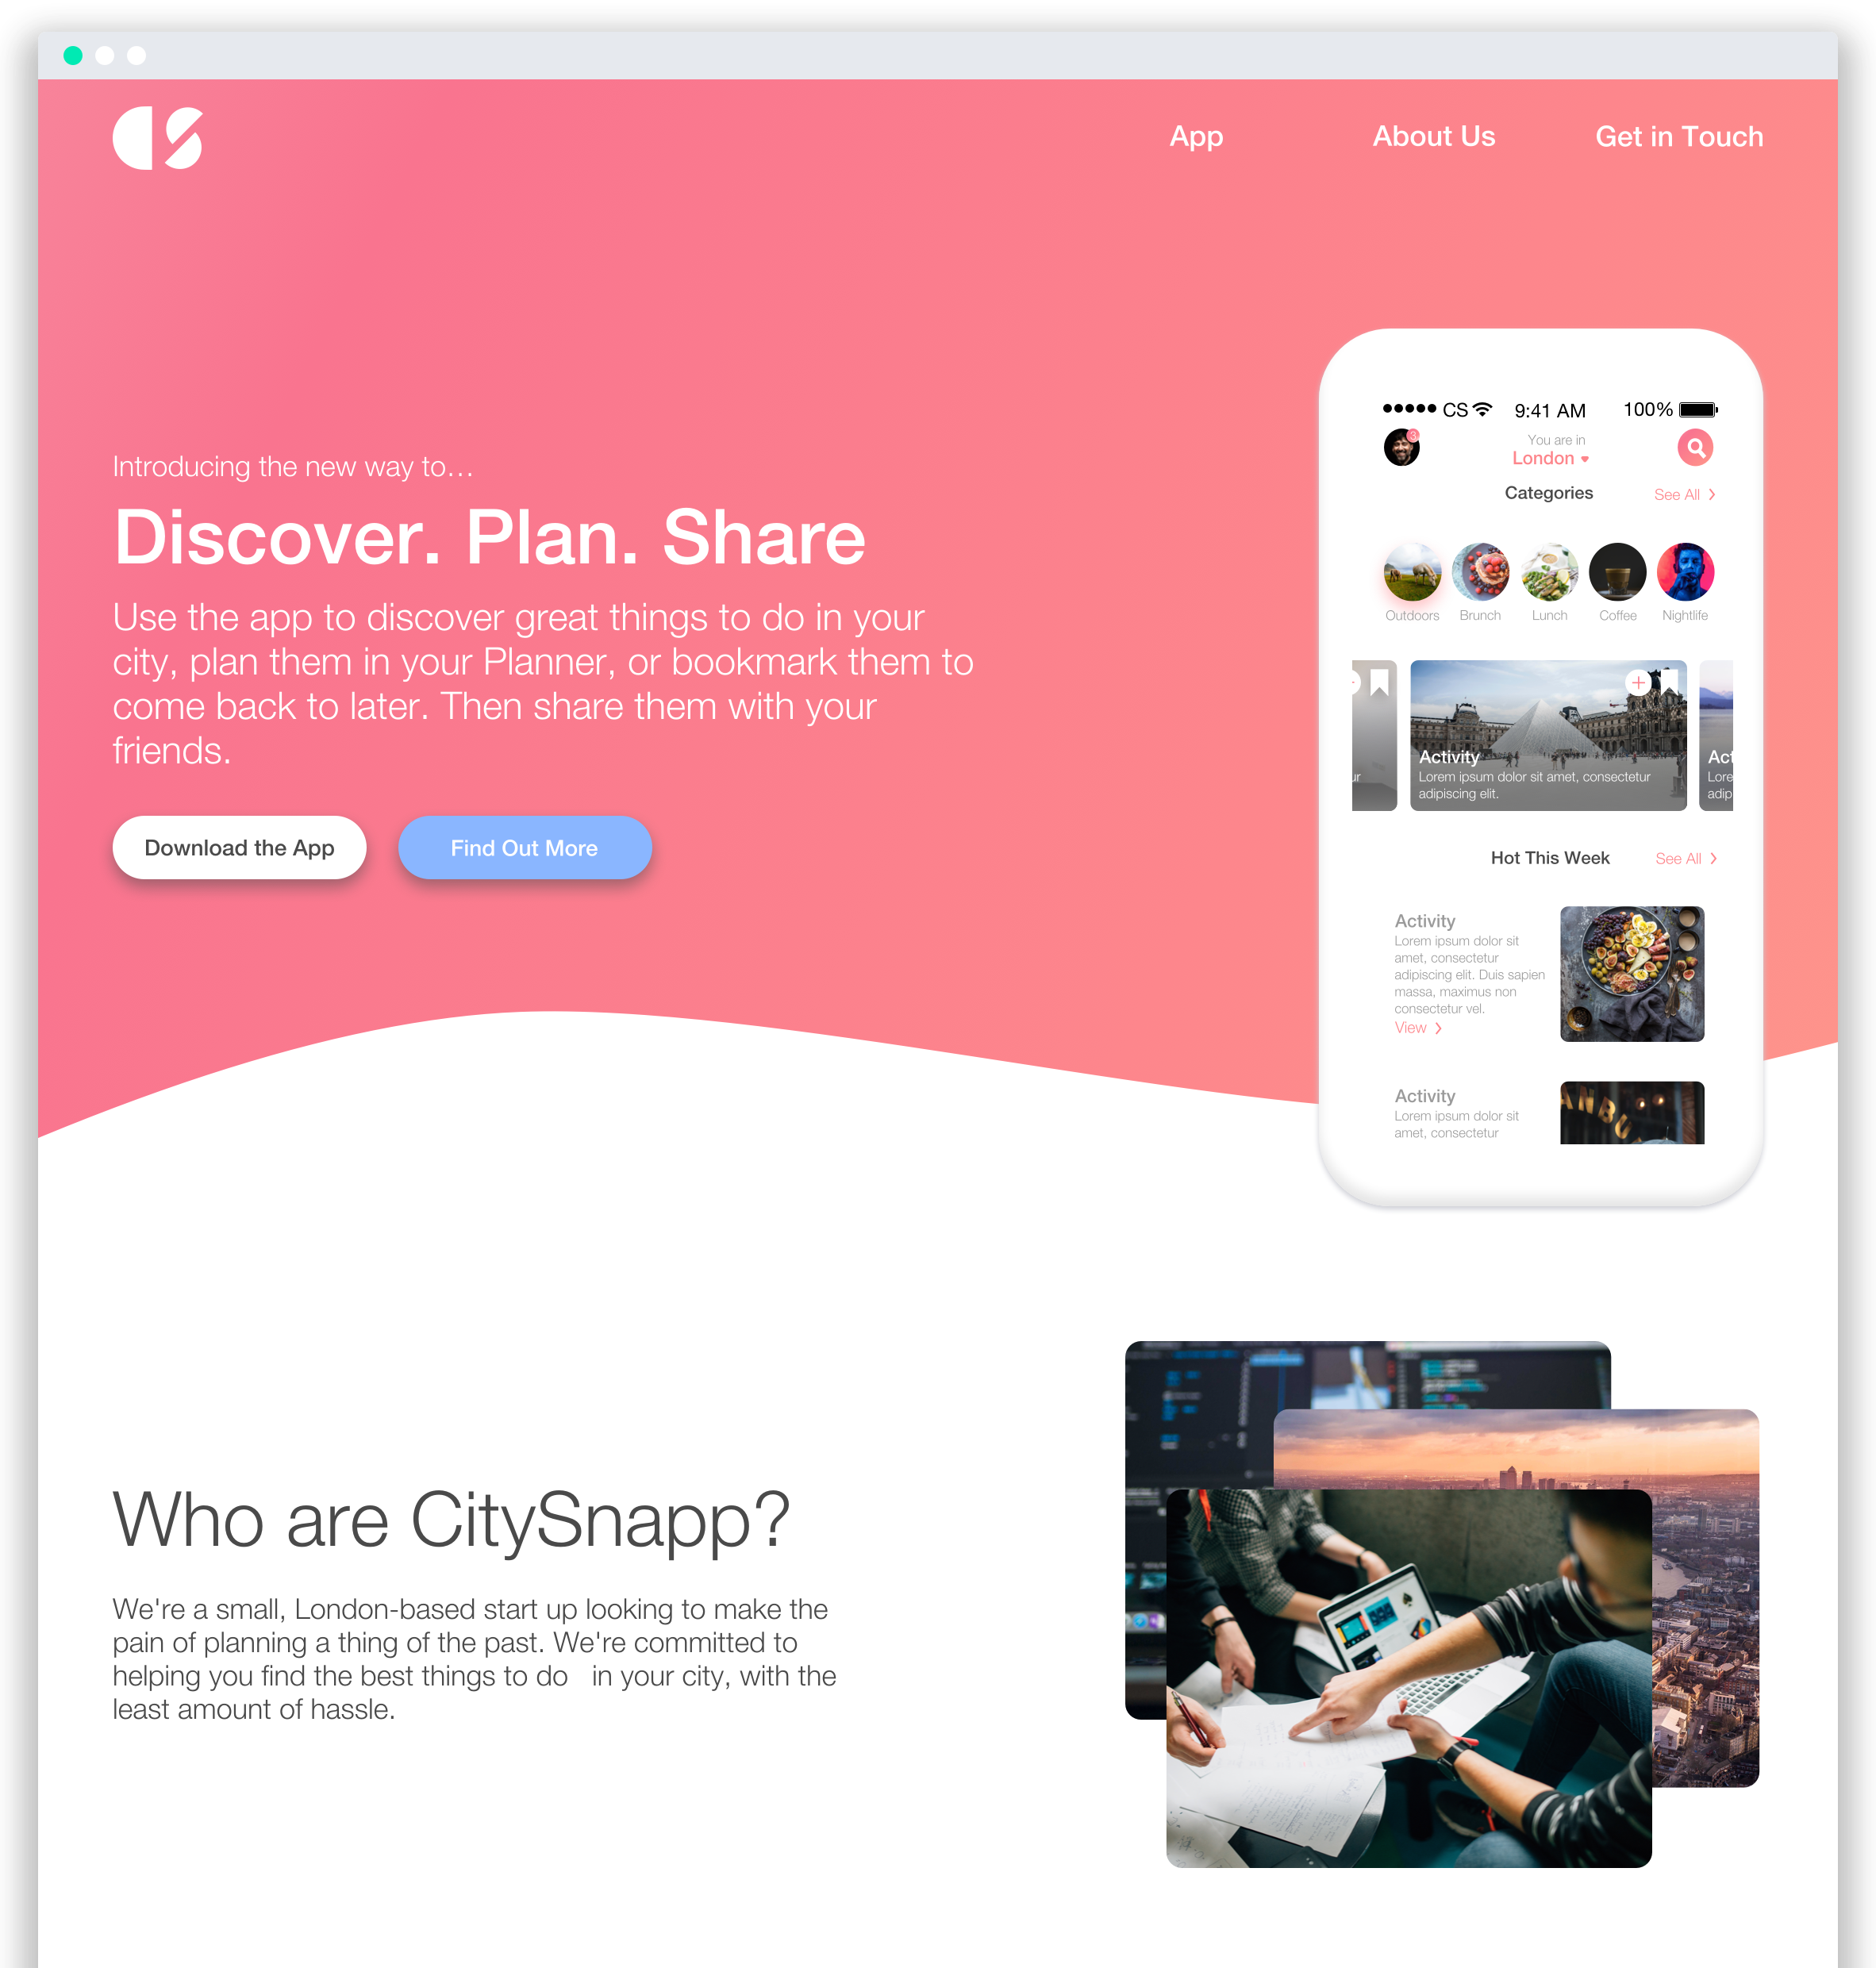 CS
App
About Us
Get in Touch
Introducing the new way to...
Discover. Plan. Share
Use the app to discover great things to do in your
city, plan them in your Planner, or bookmark them to
come back to later. Then share them with your
friends.
Download the App
Find Out More
CS
9:41 AM
100%
You are in
London
Categories
See All
Outdoors
Brunch
Lunch
Coffee
Nightlife
ur
Activity
Lorem ipsum dolor sit amet, consectetur
adipiscing elit.
Act
Lore
adip
Hot This Week
See All
Activity
Lorem ipsum dolor sit
amet, consectetur
adipiscing elit. Duis sapien
massa, maximus non
consectetur vel.
View
Activity
Lorem ipsum dolor sit
amet, consectetur
Who are CitySnapp?
We're a small, London-based start up looking to make the
pain of planning a thing of the past. We're committed to
helping you find the best things to do   in your city, with the
least amount of hassle.